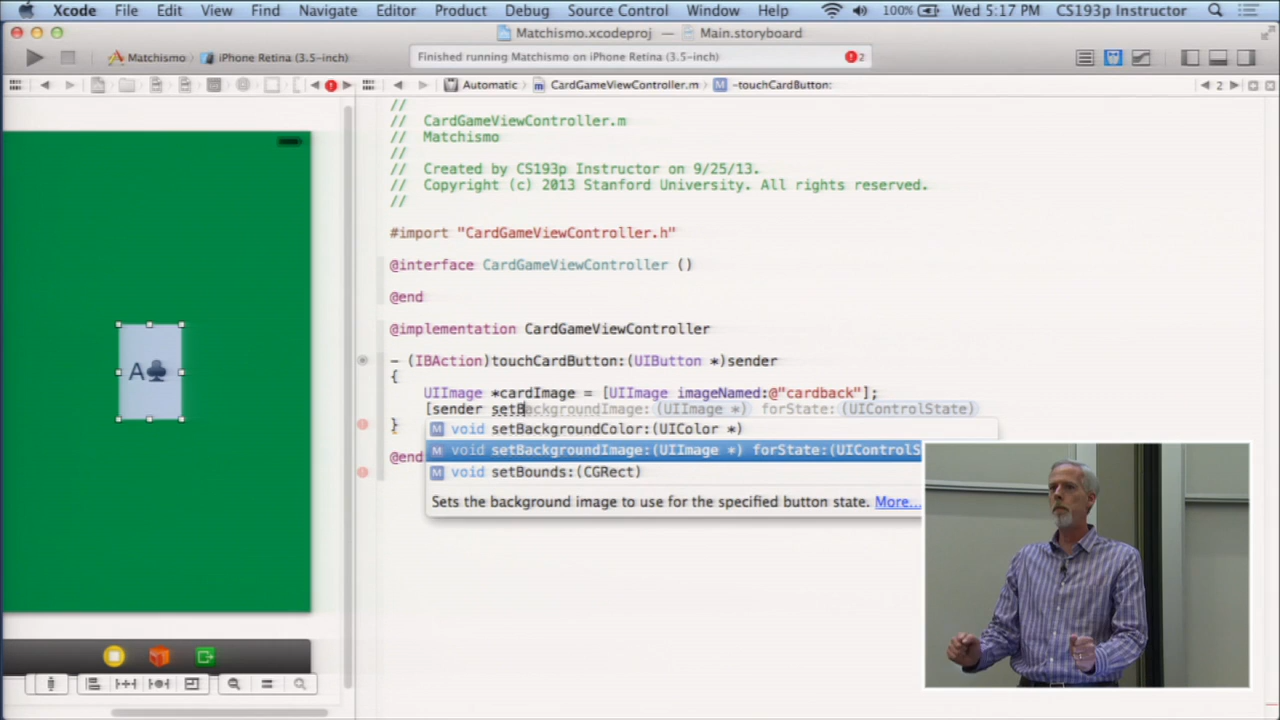 Xcode File Edit View Find Navigate Editor Product Debug Source Control Window Help 100% Wed 5:17 PM CS193p Instructor
Matchismo.xcodeproj — Main.storyboard
Matchismo iPhone Retina (3.5-inch) Finished running Matchismo on iPhone Retina (3.5-inch) 2
Automatic CardGameViewController.m -touchCardButton: 2
//
// CardGameViewController.m
// Matchismo
//
// Created by CS193p Instructor on 9/25/13.
// Copyright (c) 2013 Stanford University. All rights reserved.
//
#import "CardGameViewController.h"
@interface CardGameViewController ()
@end
@implementation CardGameViewController
- (IBAction)touchCardButton:(UIButton *)sender
{
A♣
UIImage *cardImage = [UIImage imageNamed:@"cardback"];
[sender setBackgroundImage:(UIImage *) forState:(UIControlState)
}
M void setBackgroundColor:(UIColor *)
M void setBackgroundImage:(UIImage *) forState:(UIControlS
@end
M void setBounds:(CGRect)
Sets the background image to use for the specified button state. More...